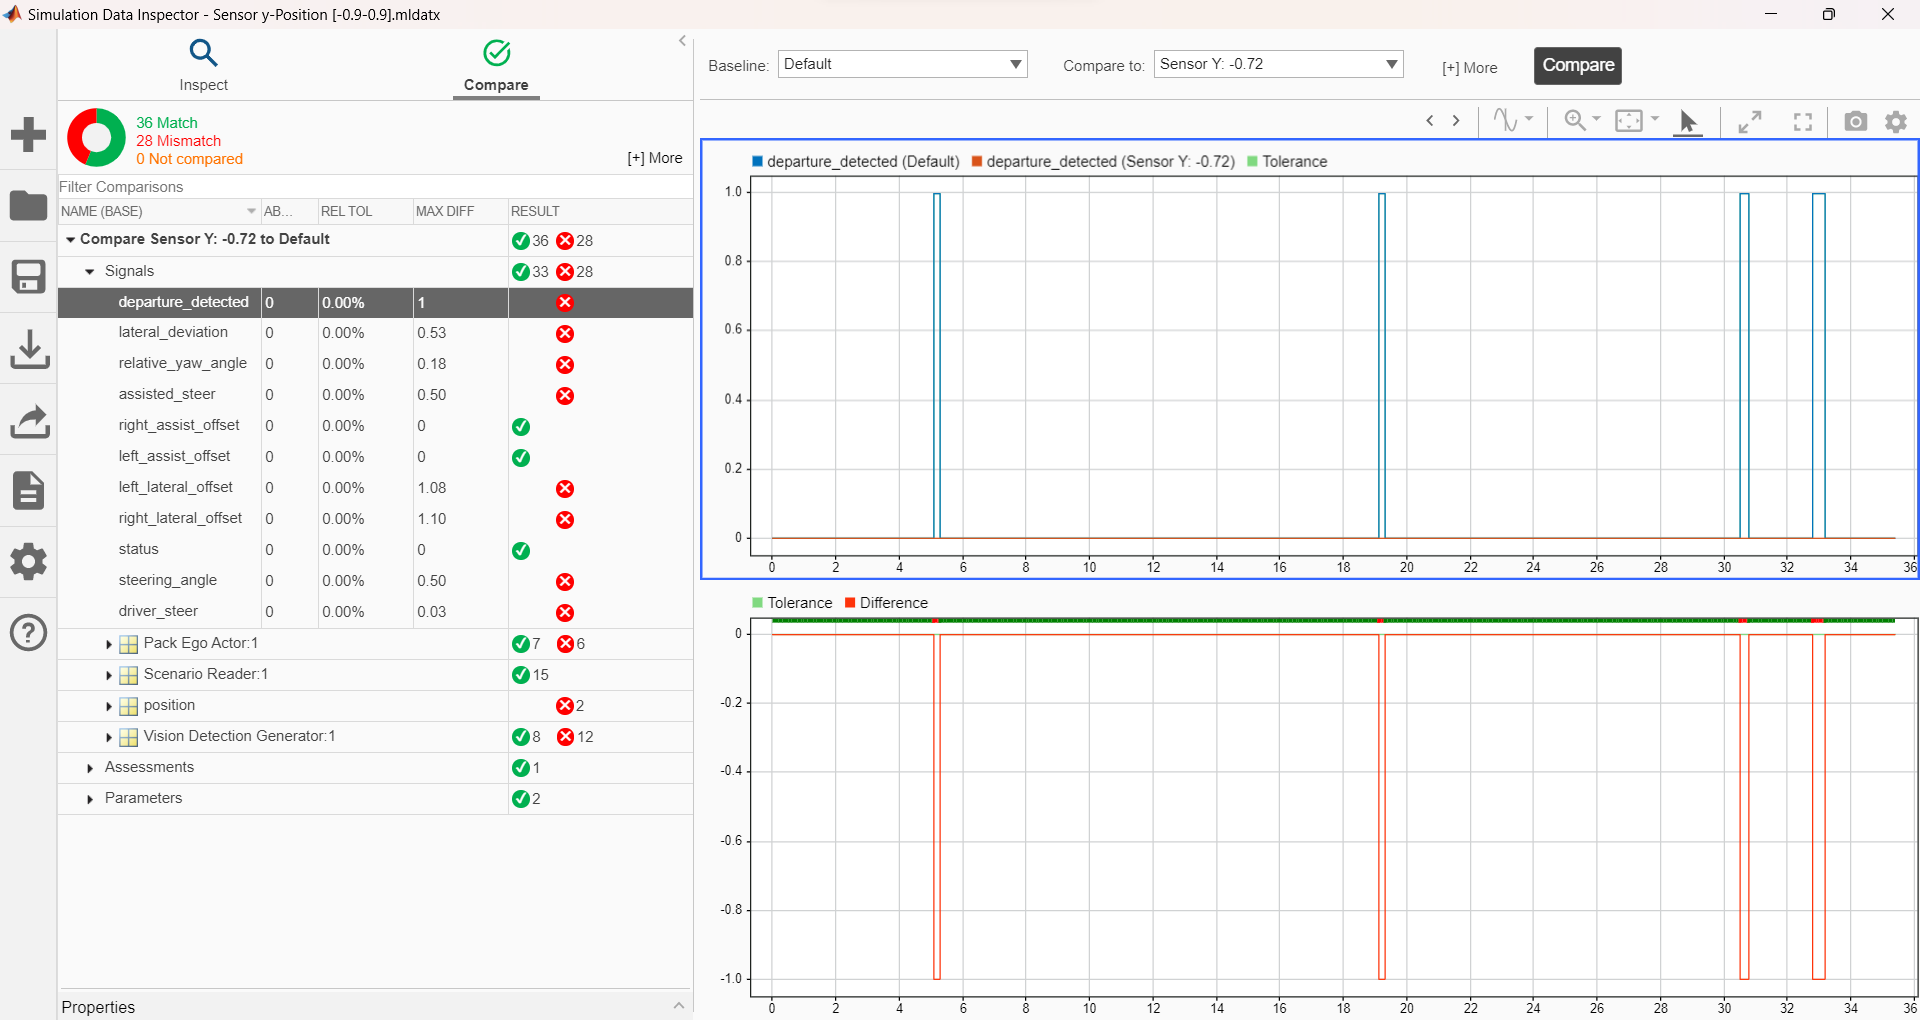 Simulation Data Inspector - Sensor y-Position [-0.9-0.9].mldatx
Inspect
Compare
36 Match
28 Mismatch
0 Not compared
[+] More
Filter Comparisons
NAME (BASE) AB... REL TOL MAX DIFF RESULT
Compare Sensor Y: -0.72 to Default 36 28
Signals 33 28
departure_detected 0 0.00% 1
lateral_deviation 0 0.00% 0.53
relative_yaw_angle 0 0.00% 0.18
assisted_steer 0 0.00% 0.50
right_assist_offset 0 0.00% 0
left_assist_offset 0 0.00% 0
left_lateral_offset 0 0.00% 1.08
right_lateral_offset 0 0.00% 1.10
status 0 0.00% 0
steering_angle 0 0.00% 0.50
driver_steer 0 0.00% 0.03
Pack Ego Actor:1 7 6
Scenario Reader:1 15
position 2
Vision Detection Generator:1 8 12
Assessments 1
Parameters 2
Properties
Baseline: Default Compare to: Sensor Y: -0.72 [+] More Compare
departure_detected (Default) departure_detected (Sensor Y: -0.72) Tolerance
1.0
0.8
0.6
0.4
0.2
0
0 2 4 6 8 10 12 14 16 18 20 22 24 26 28 30 32 34 36
Tolerance Difference
0
-0.2
-0.4
-0.6
-0.8
-1.0
0 2 4 6 8 10 12 14 16 18 20 22 24 26 28 30 32 34 36